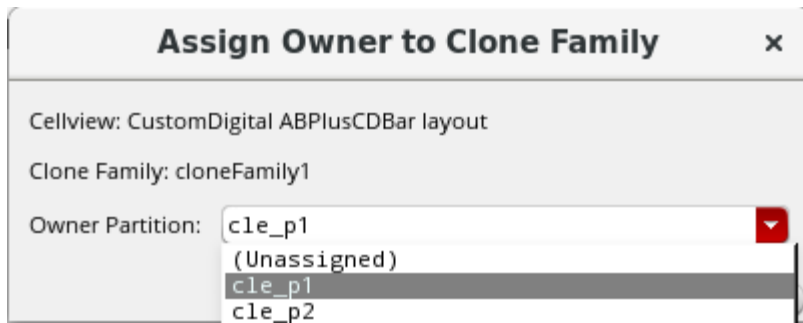 Assign Owner to Clone Family ×
Cellview: CustomDigital ABPlusCDBar layout
Clone Family: cloneFamily1
Owner Partition: cle_p1
(Unassigned)
cle_p1
cle_p2